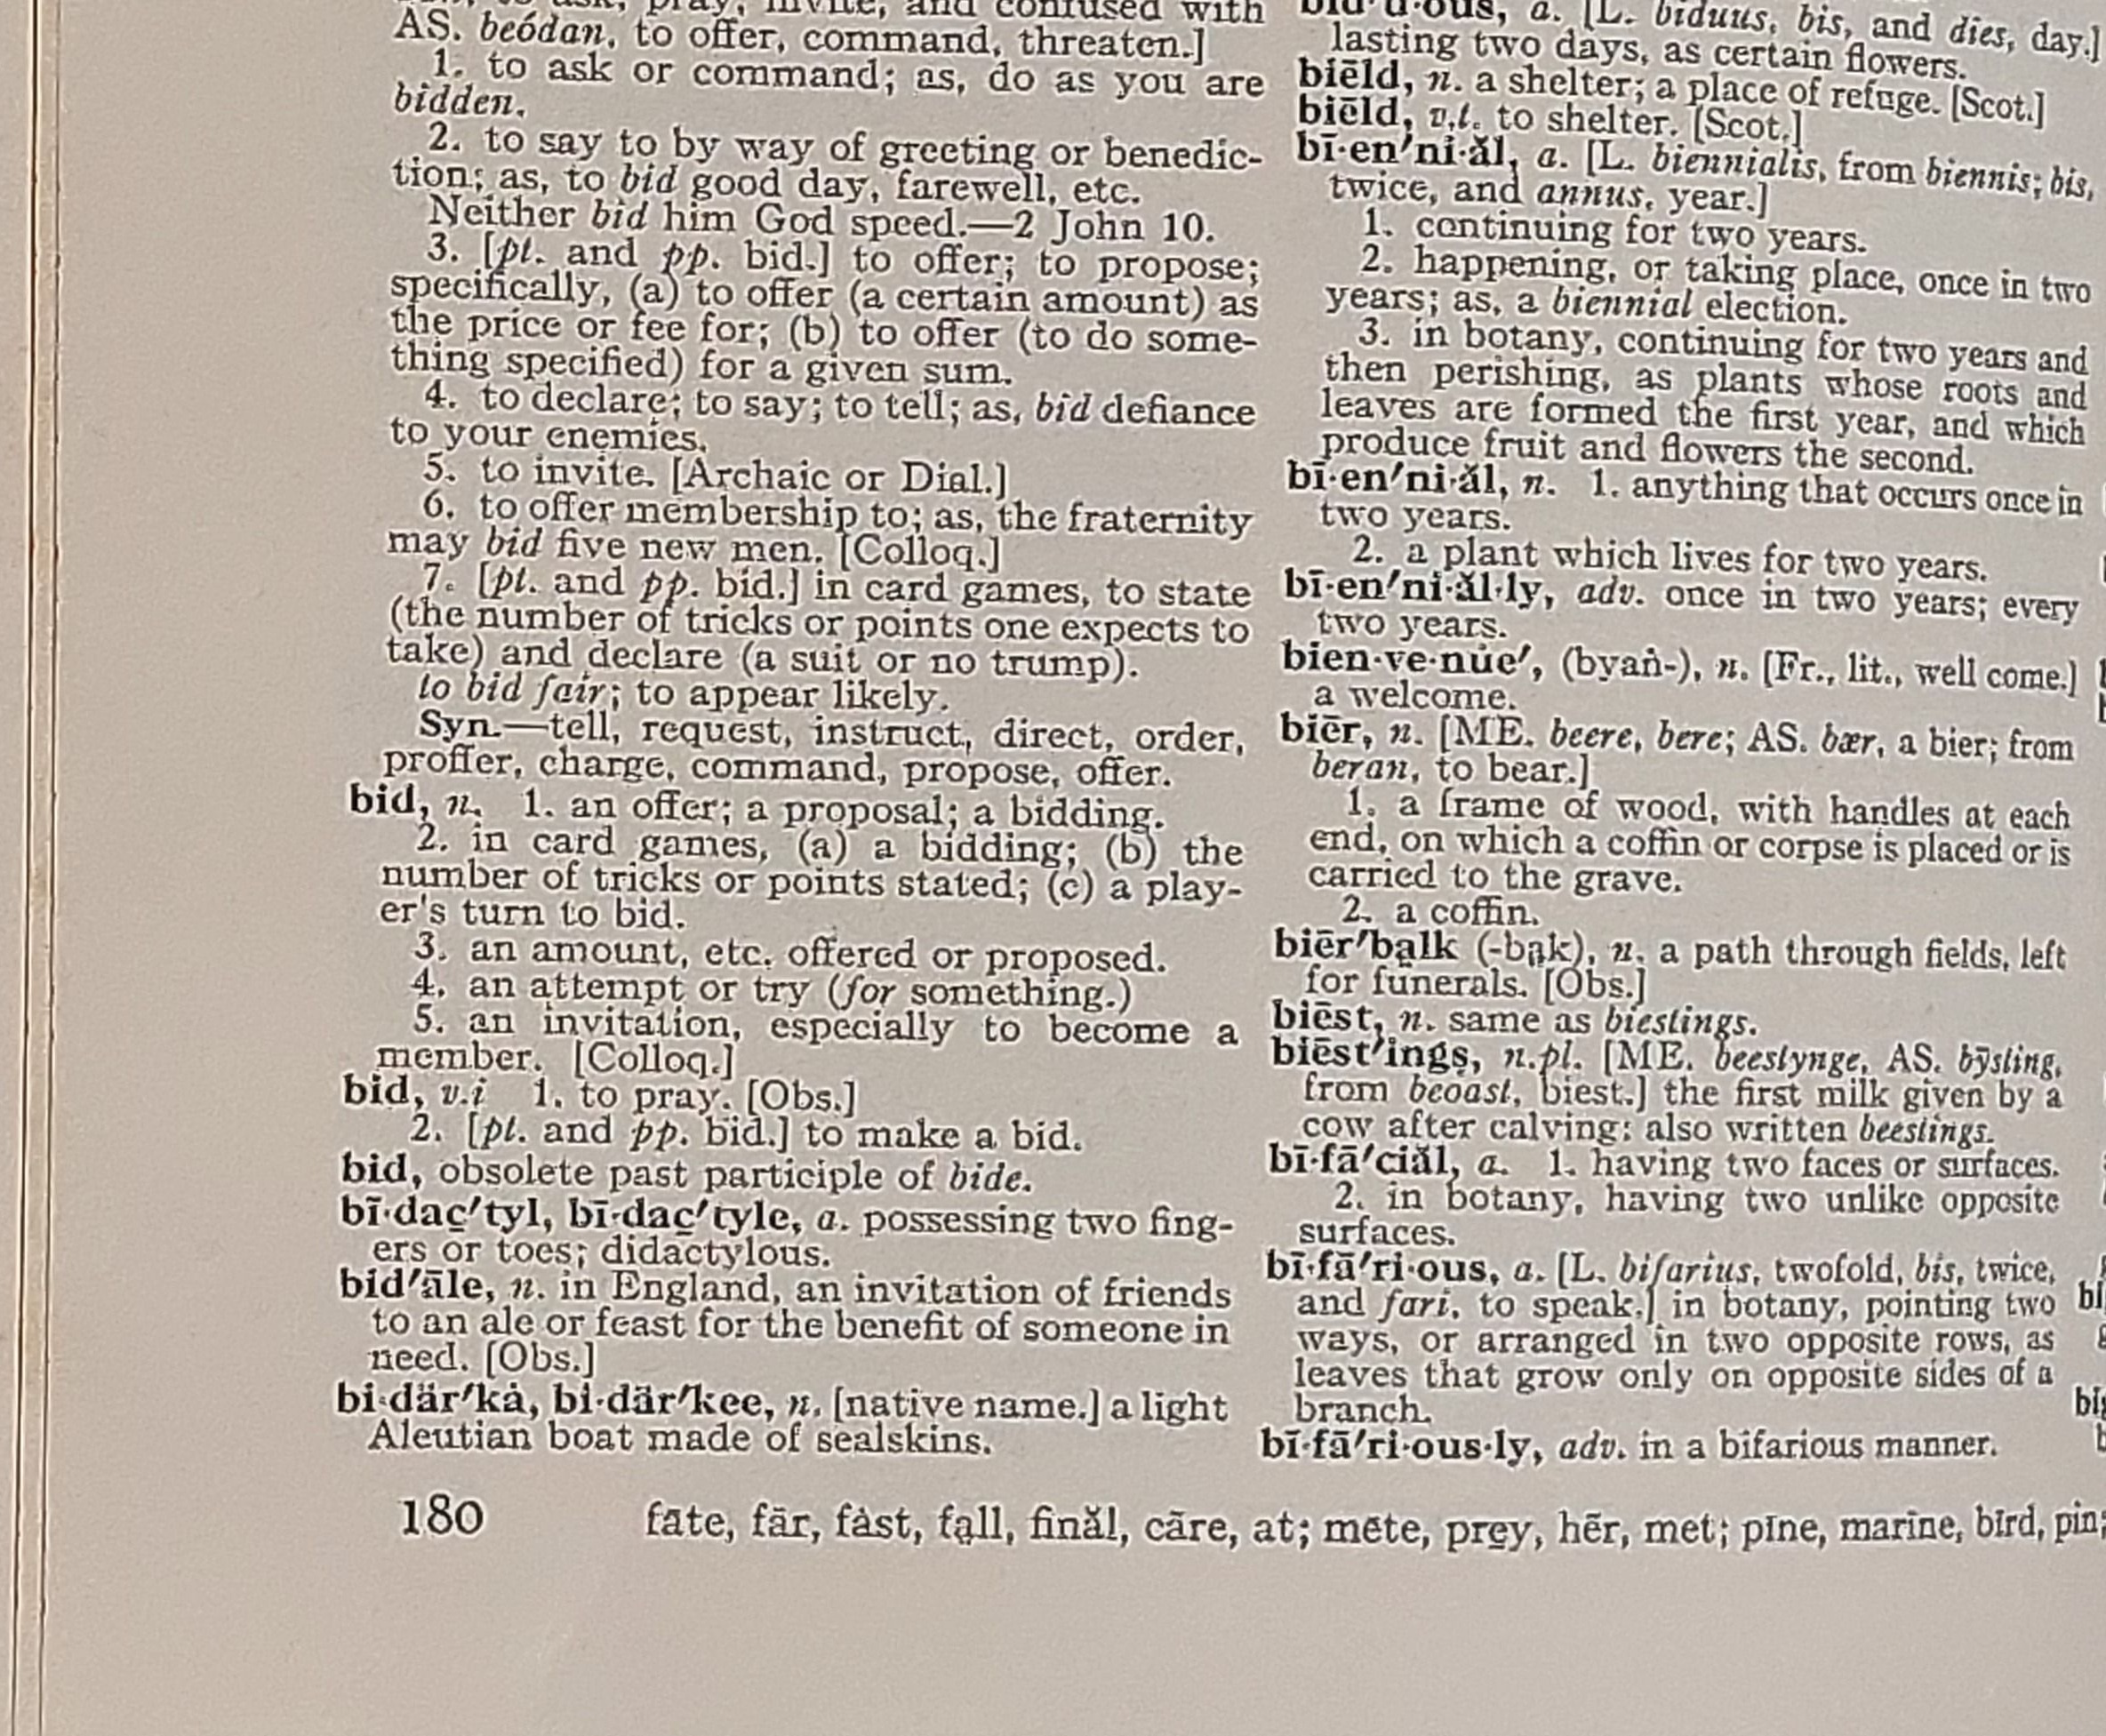 to ask, pray, invite, and confused with
AS. beódan, to offer, command, threaten.]
1. to ask or command; as, do as you are
bidden.
2. to say to by way of greeting or benedic-
tion; as, to bid good day, farewell, etc.
Neither bid him God speed.—2 John 10.
3. [pt. and pp. bid.] to offer; to propose;
specifically, (a) to offer (a certain amount) as
the price or fee for; (b) to offer (to do some-
thing specified) for a given sum.
4. to declare; to say; to tell; as, bid defiance
to your enemies.
5. to invite. [Archaic or Dial.]
6. to offer membership to; as, the fraternity
may bid five new men. [Colloq.]
7. [pt. and pp. bid.] in card games, to state
(the number of tricks or points one expects to
take) and declare (a suit or no trump).
to bid fair; to appear likely.
Syn.—tell, request, instruct, direct, order,
proffer, charge, command, propose, offer.
bid, n. 1. an offer; a proposal; a bidding.
2. in card games, (a) a bidding; (b) the
number of tricks or points stated; (c) a play-
er's turn to bid.
3. an amount, etc. offered or proposed.
4. an attempt or try (for something.)
5. an invitation, especially to become a
member. [Colloq.]
bid, v.i 1. to pray. [Obs.]
2. [pt. and pp. bid.] to make a bid.
bid, obsolete past participle of bide.
bī·daç̱′tyl, bī·daç̱′tyle, a. possessing two fing-
ers or toes; didactylous.
bid′āle, n. in England, an invitation of friends
to an ale or feast for the benefit of someone in
need. [Obs.]
bi·där′kȧ, bi·där′kee, n. [native name.] a light
Aleutian boat made of sealskins.
bid′ū·ous, a. [L. biduus, bis, and dies, day.]
lasting two days, as certain flowers.
biēld, n. a shelter; a place of refuge. [Scot.]
biēld, v.t. to shelter. [Scot.]
bī·en′ni·ăl, a. [L. biennialis, from biennis; bis,
twice, and annus, year.]
1. continuing for two years.
2. happening, or taking place, once in two
years; as, a biennial election.
3. in botany, continuing for two years and
then perishing, as plants whose roots and
leaves are formed the first year, and which
produce fruit and flowers the second.
bī·en′ni·ăl, n. 1. anything that occurs once in
two years.
2. a plant which lives for two years.
bī·en′ni·ăl·ly, adv. once in two years; every
two years.
bien·ve·nùe′, (byaṅ-), n. [Fr., lit., well come.]
a welcome.
biēr, n. [ME. beere, bere; AS. bær, a bier; from
beran, to bear.]
1. a frame of wood, with handles at each
end, on which a coffin or corpse is placed or is
carried to the grave.
2. a coffin.
biēr′bạlk (-bạk), n. a path through fields, left
for funerals. [Obs.]
biēst, n. same as biestings.
biēst′ingṣ, n.pl. [ME. beestynge, AS. bȳsting,
from beoast, biest.] the first milk given by a
cow after calving: also written beestings.
bī·fā′ciăl, a. 1. having two faces or surfaces.
2. in botany, having two unlike opposite
surfaces.
bī·fā′ri·ous, a. [L. bifarius, twofold, bis, twice,
and fari, to speak.] in botany, pointing two
ways, or arranged in two opposite rows, as
leaves that grow only on opposite sides of a
branch.
bī·fā′ri·ous·ly, adv. in a bifarious manner.
180 fāte, fär, fȧst, fạll, finăl, cāre, at; mēte, prẹy, hẽr, met; pīne, marïne, bīrd, pin;